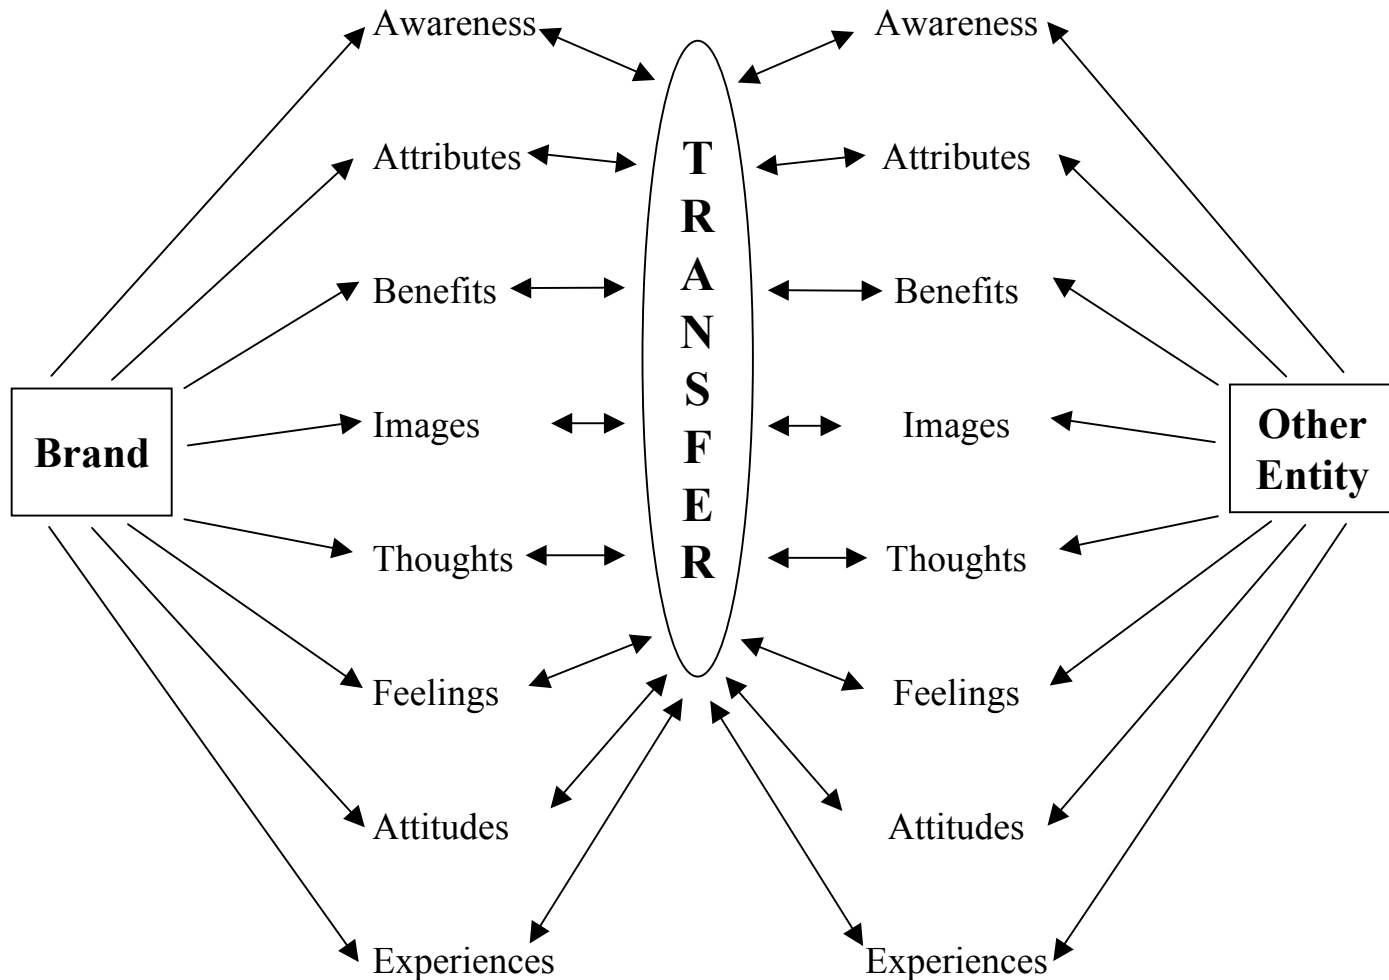 Awareness
Attributes
Benefits
Images
Thoughts
Feelings
Attitudes
Experiences
Brand
T
R
A
N
S
F
E
R
Awareness
Attributes
Benefits
Images
Thoughts
Feelings
Attitudes
Experiences
Other
Entity